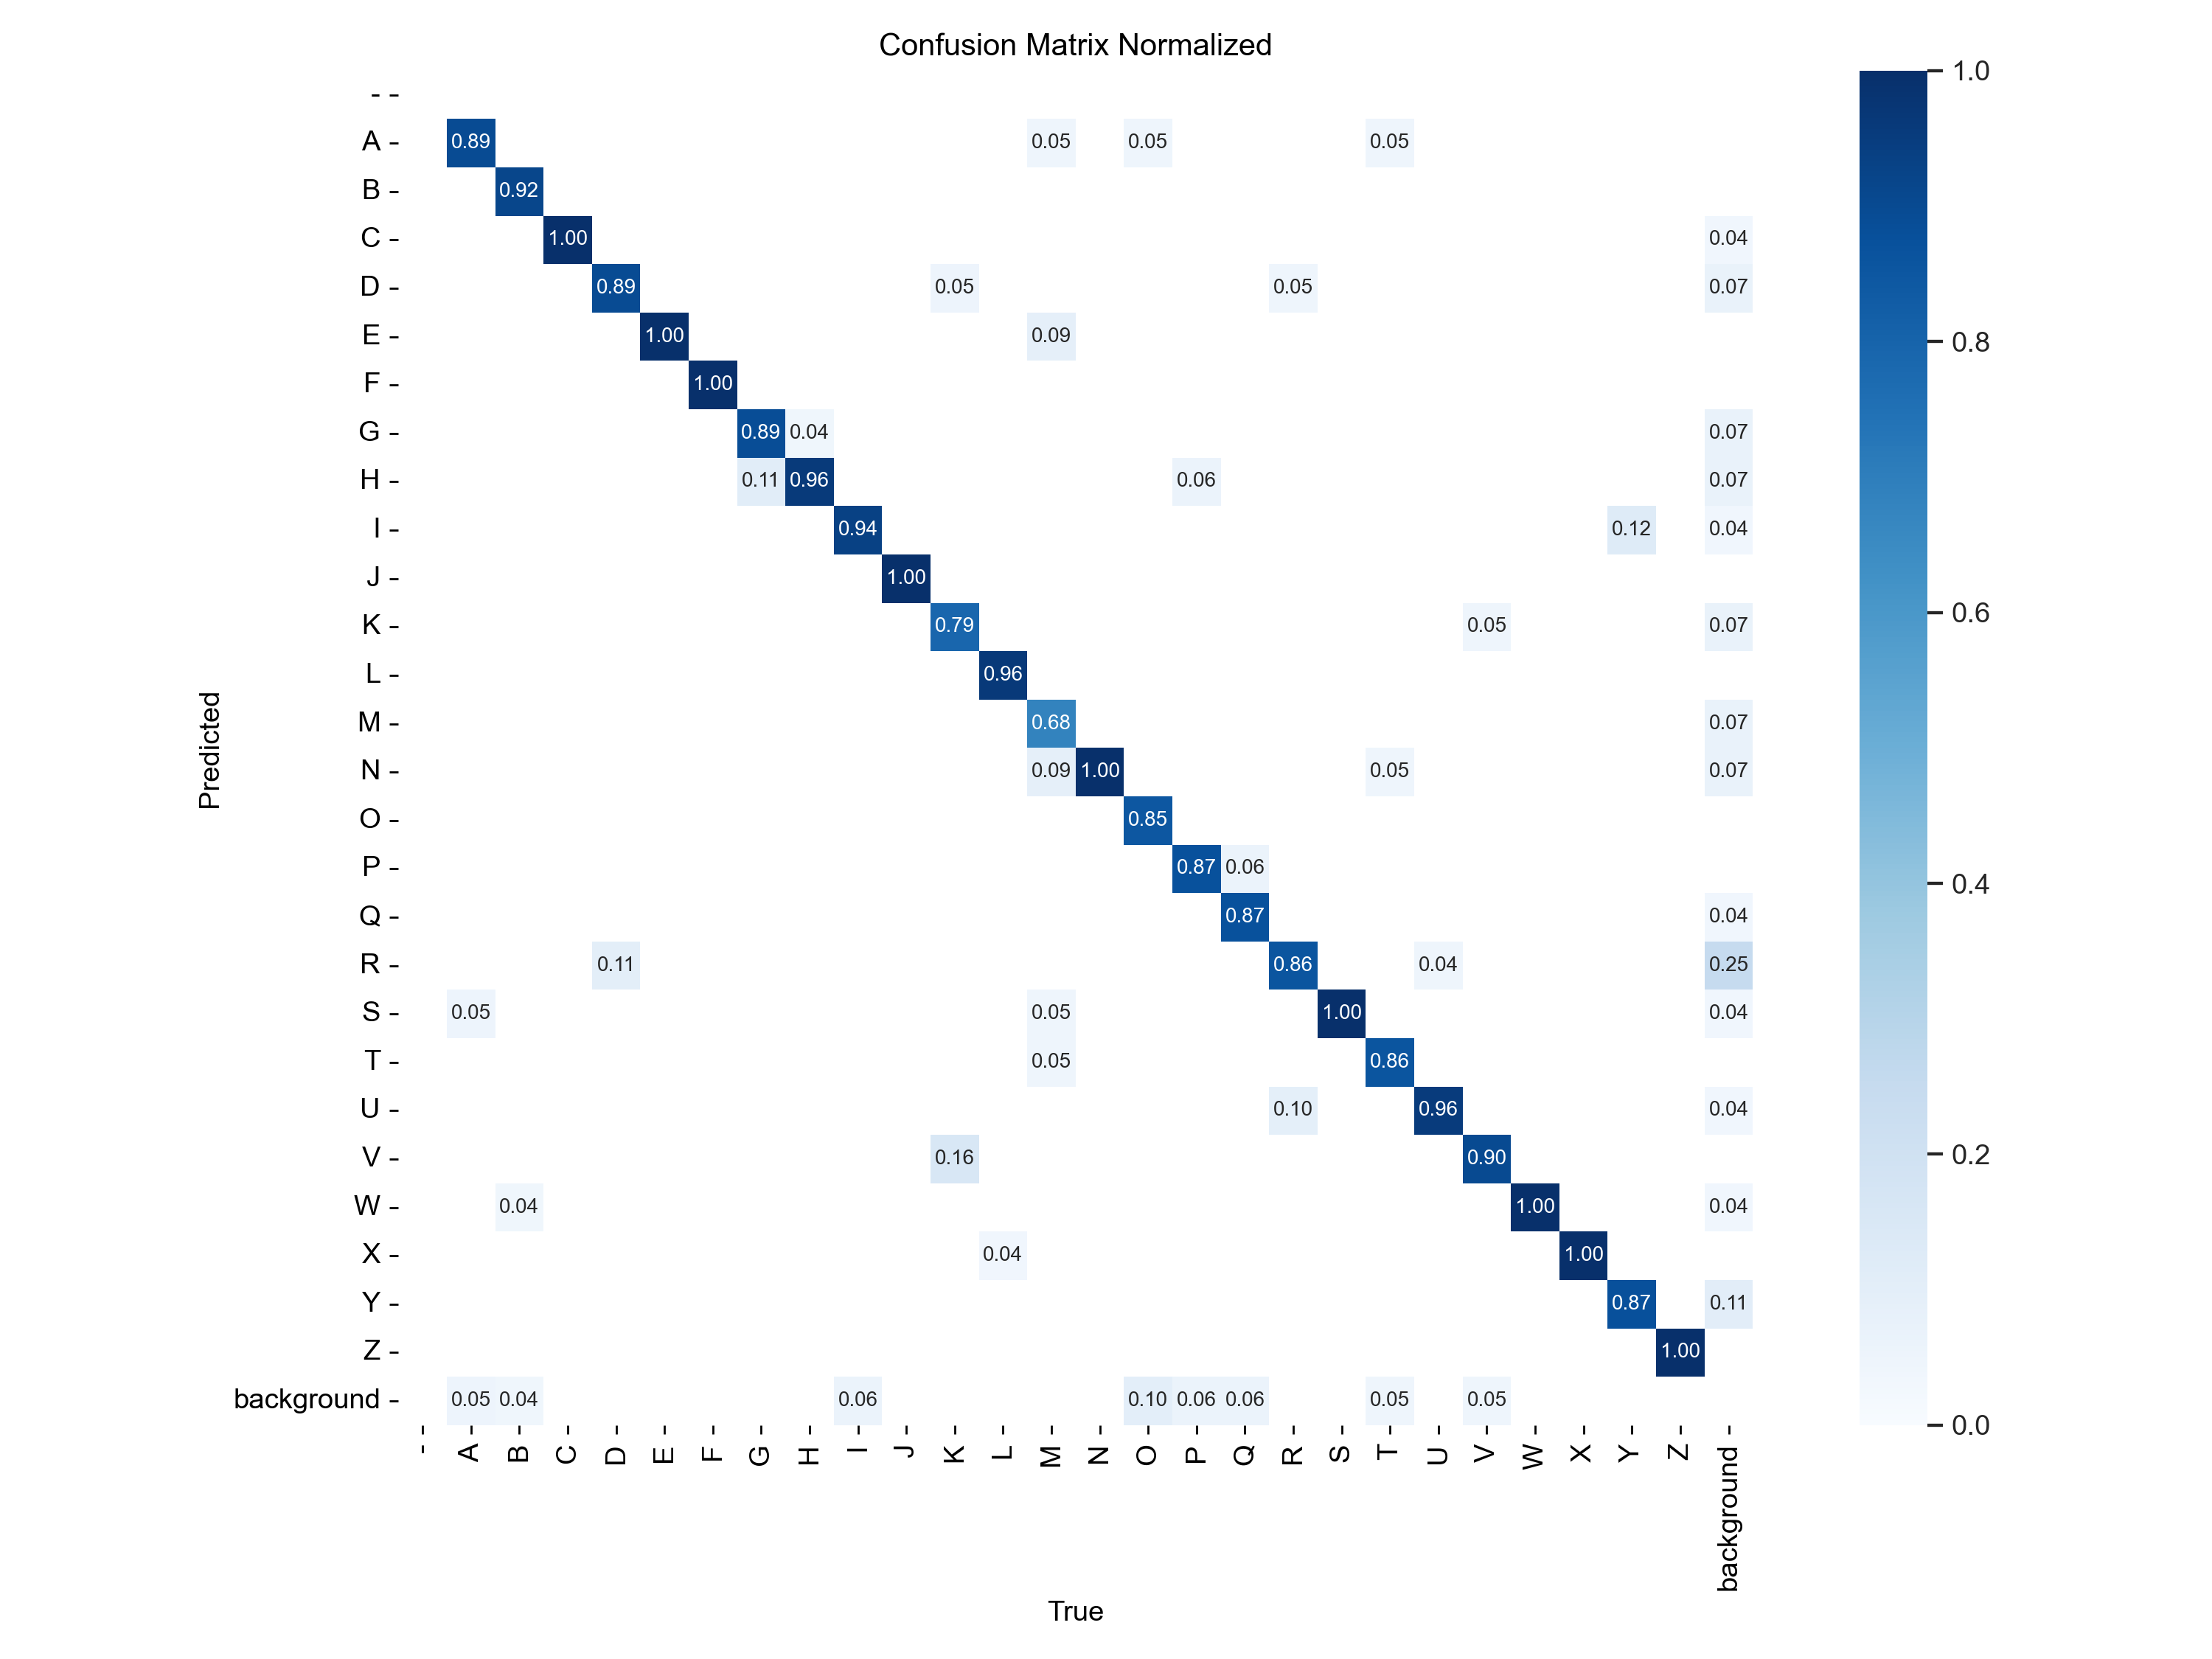 Confusion Matrix Normalized
-
A 0.89 0.05 0.05 0.05
B 0.92
C 1.00 0.04
D 0.89 0.05 0.05 0.07
E 1.00 0.09
F 1.00
G 0.89 0.04 0.07
H 0.11 0.96 0.06 0.07
I 0.94 0.12 0.04
J 1.00
K 0.79 0.05 0.07
L 0.96
M 0.68 0.07
N 0.09 1.00 0.05 0.07
O 0.85
P 0.87 0.06
Q 0.87 0.04
R 0.11 0.86 0.04 0.25
S 0.05 0.05 1.00 0.04
T 0.05 0.86
U 0.10 0.96 0.04
V 0.16 0.90
W 0.04 1.00 0.04
X 0.04 1.00
Y 0.87 0.11
Z 1.00
background 0.05 0.04 0.06 0.10 0.06 0.06 0.05 0.05
- A B C D E F G H I J K L M N O P Q R S T U V W X Y Z background
True
Predicted
1.0
0.8
0.6
0.4
0.2
0.0